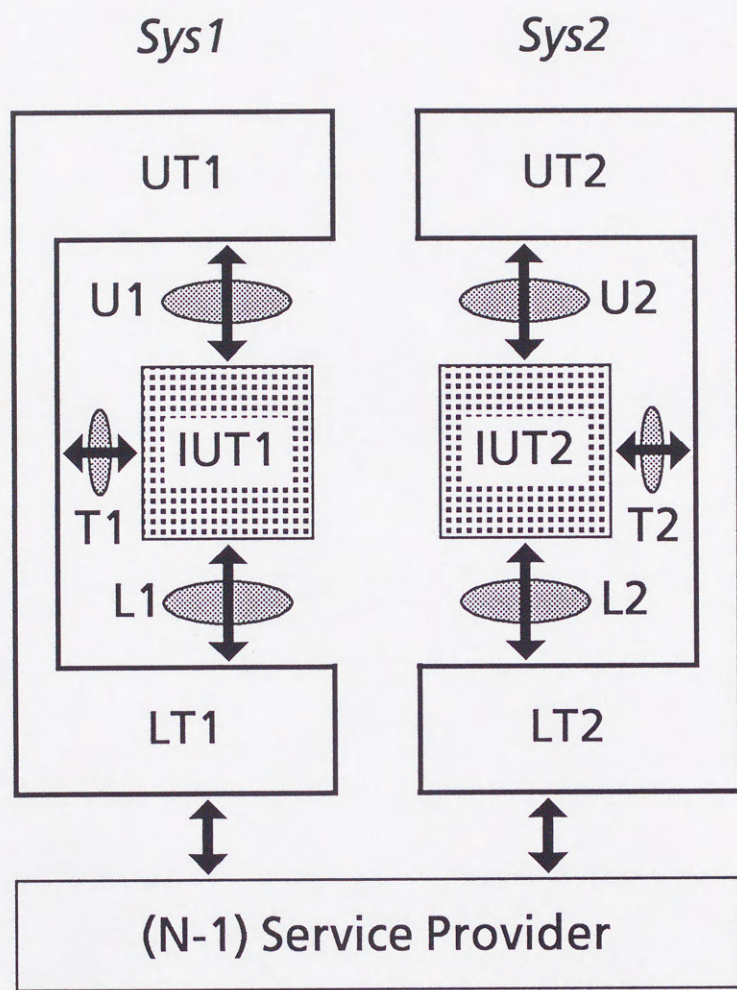 Sys1
Sys2
UT1
UT2
U1
U2
IUT1
IUT2
T1
T2
L1
L2
LT1
LT2
(N-1) Service Provider